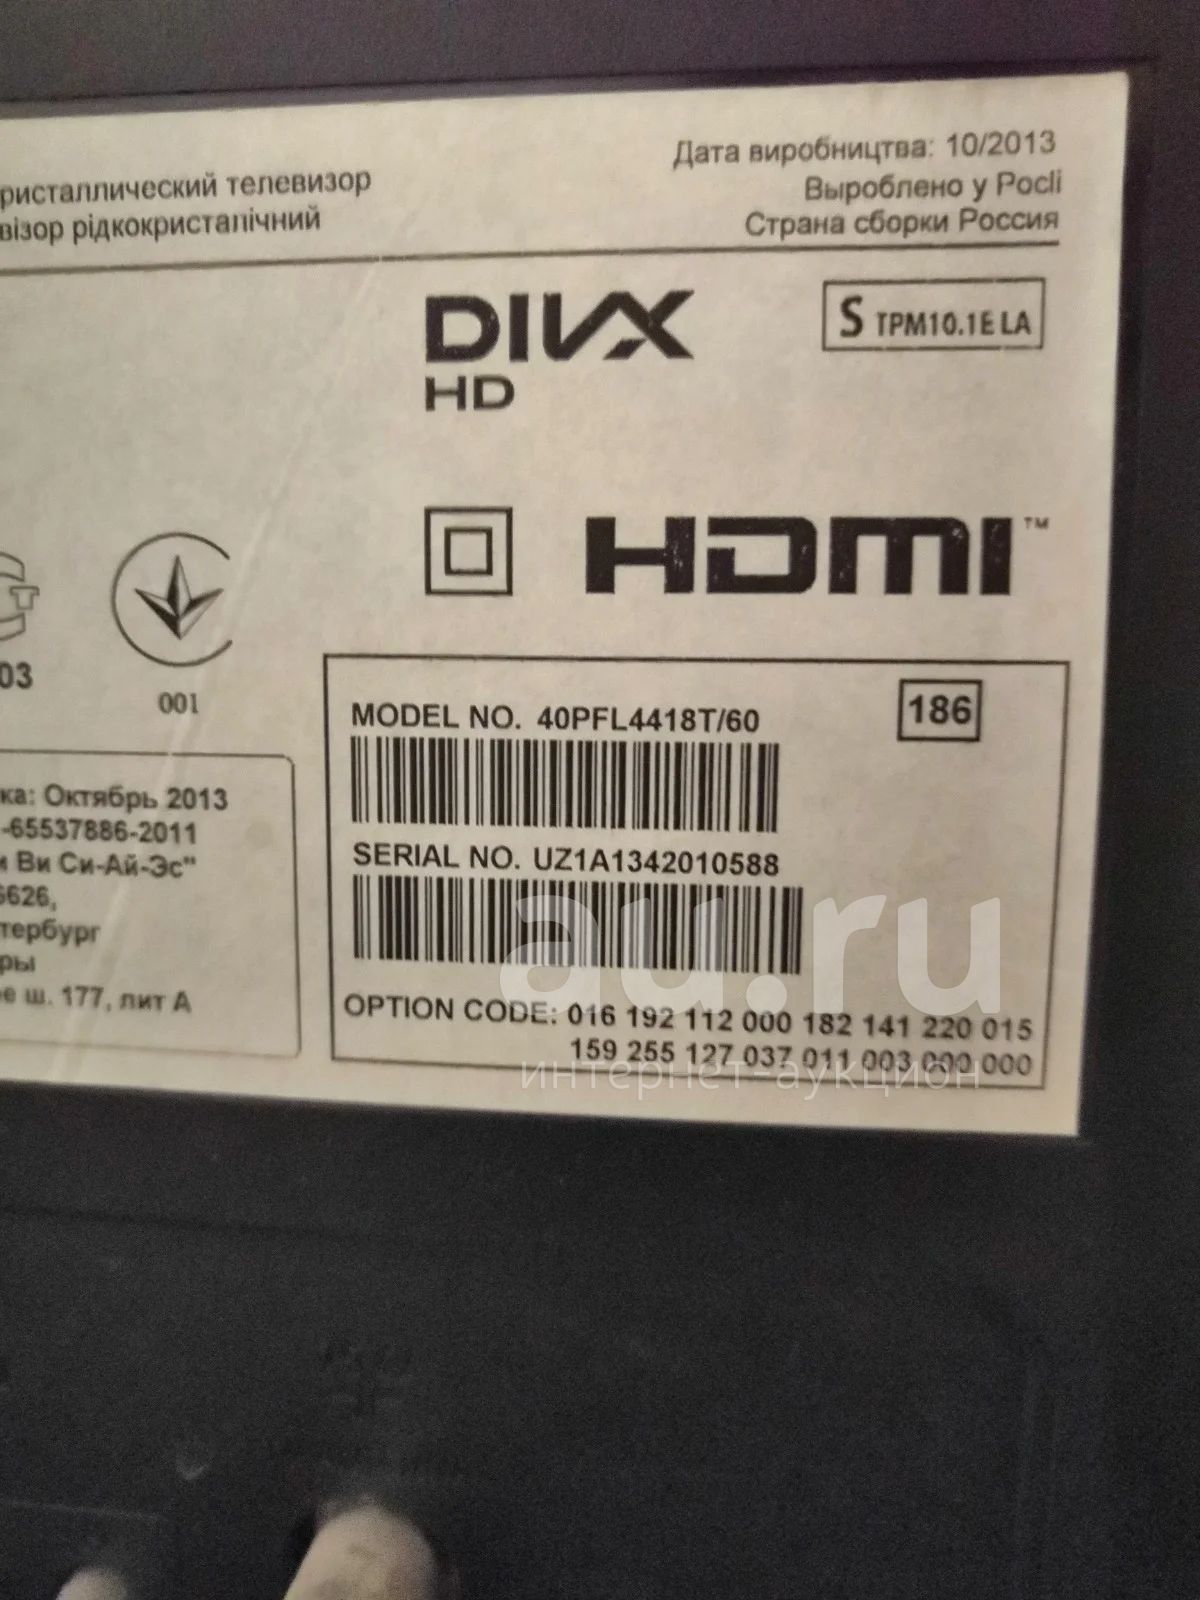 Дата виробництва: 10/2013
Выроблено у Росіі
Страна сборки Россия
ристаллический телевизор
візор рідкокристалічний
DIVX
HD
S TPM10.1E LA
HDMI™
03
001
MODEL NO. 40PFL4418T/60
186
SERIAL NO. UZ1A1342010588
OPTION CODE: 016 192 112 000 182 141 220 015
159 255 127 037 011 003 000 000
ка: Октябрь 2013
-65537886-2011
и Ви Си-Ай-Эс"
6626,
тербург
ры
е ш. 177, лит А
au.ru
интернет-аукцион